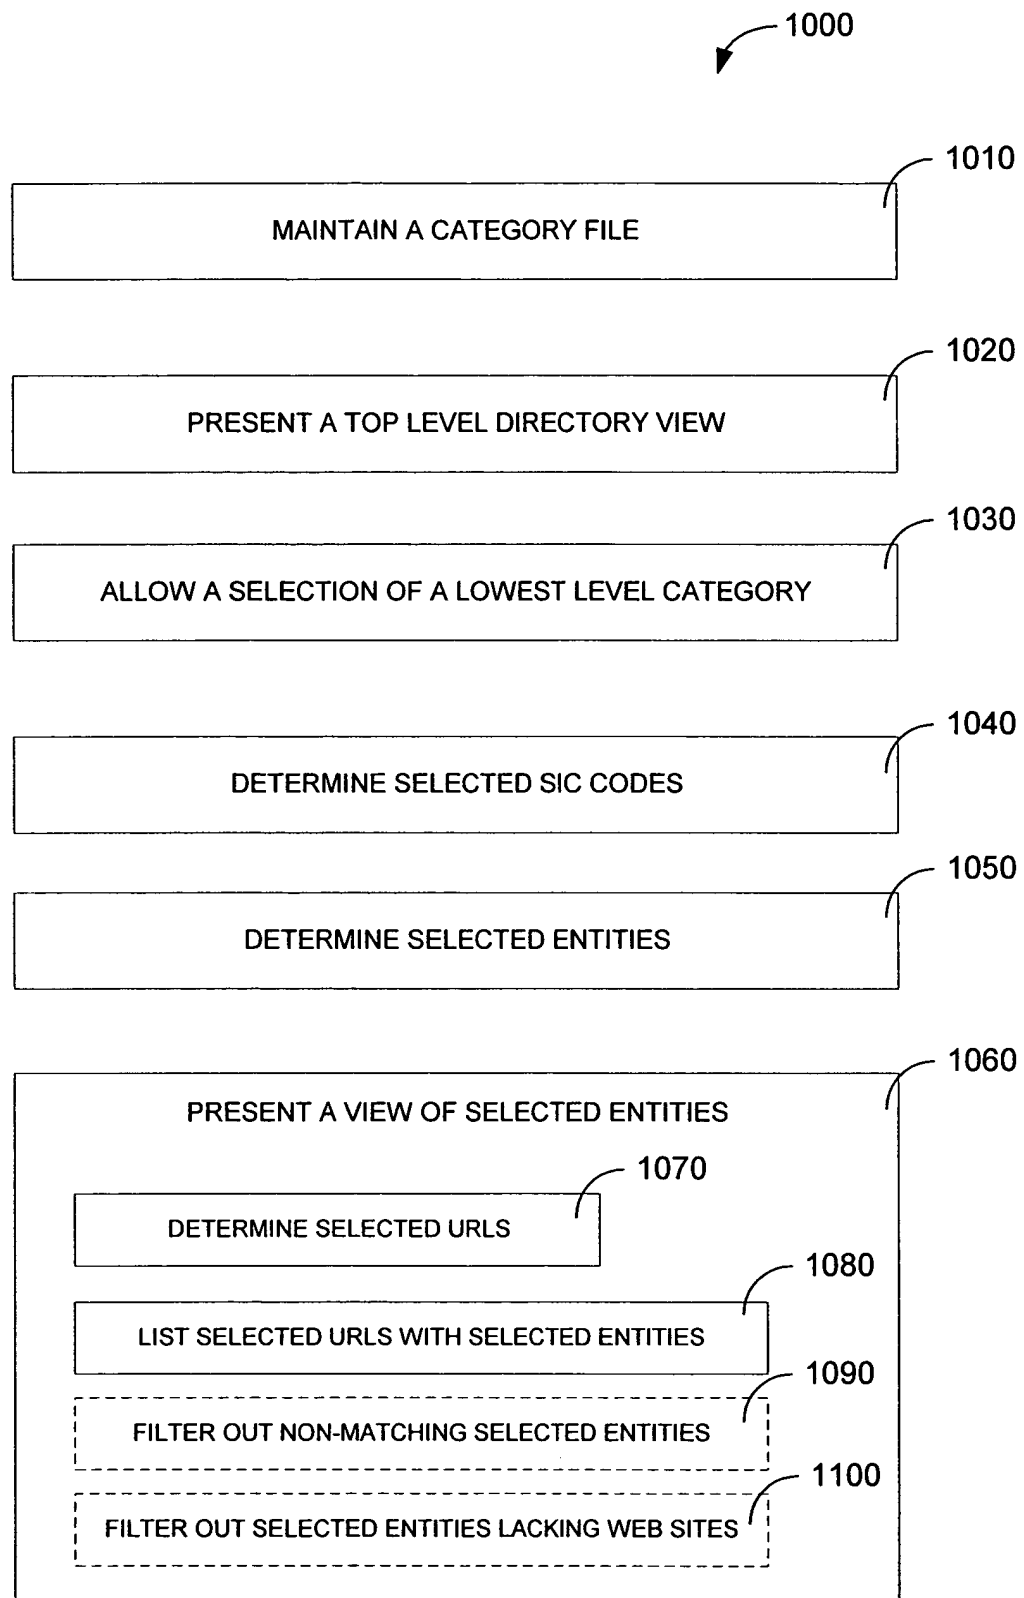 1000
1010
MAINTAIN A CATEGORY FILE
1020
PRESENT A TOP LEVEL DIRECTORY VIEW
1030
ALLOW A SELECTION OF A LOWEST LEVEL CATEGORY
1040
DETERMINE SELECTED SIC CODES
1050
DETERMINE SELECTED ENTITIES
1060
PRESENT A VIEW OF SELECTED ENTITIES
1070
DETERMINE SELECTED URLS
1080
LIST SELECTED URLS WITH SELECTED ENTITIES
1090
FILTER OUT NON-MATCHING SELECTED ENTITIES
1100
FILTER OUT SELECTED ENTITIES LACKING WEB SITES